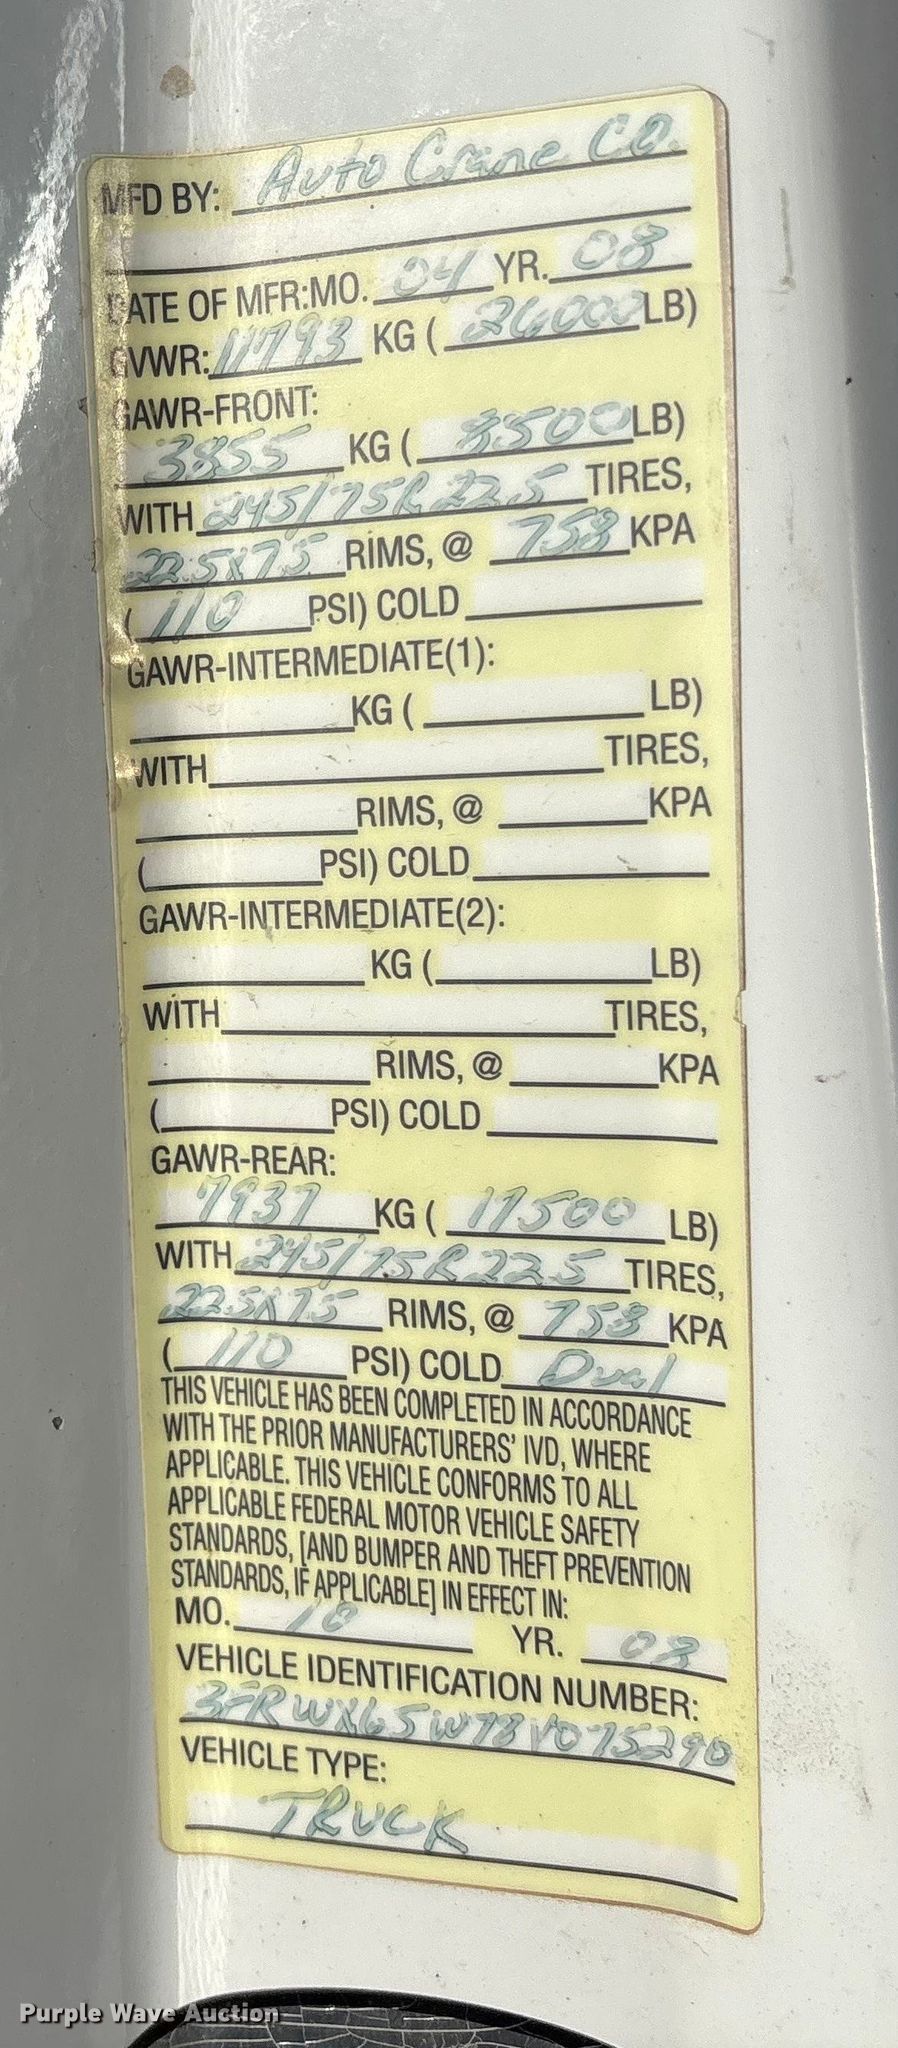 MFD BY: Auto Crane Co.
DATE OF MFR:MO. 04 YR. 08
GVWR: 11793 KG ( 26000 LB)
GAWR-FRONT:
3855 KG ( 8500 LB)
WITH 245/75R22.5 TIRES,
22.5x7.5 RIMS, @ 758 KPA
( 110 PSI) COLD
GAWR-INTERMEDIATE(1):
KG ( LB)
WITH TIRES,
RIMS, @ KPA
( PSI) COLD
GAWR-INTERMEDIATE(2):
KG ( LB)
WITH TIRES,
RIMS, @ KPA
( PSI) COLD
GAWR-REAR:
7937 KG ( 17500 LB)
WITH 245/75R22.5 TIRES,
22.5x7.5 RIMS, @ 758 KPA
( 110 PSI) COLD Dual
THIS VEHICLE HAS BEEN COMPLETED IN ACCORDANCE
WITH THE PRIOR MANUFACTURERS' IVD, WHERE
APPLICABLE. THIS VEHICLE CONFORMS TO ALL
APPLICABLE FEDERAL MOTOR VEHICLE SAFETY
STANDARDS, [AND BUMPER AND THEFT PREVENTION
STANDARDS, IF APPLICABLE] IN EFFECT IN:
MO. 10 YR. 08
VEHICLE IDENTIFICATION NUMBER:
3FRWX65W78V075290
VEHICLE TYPE:
TRUCK
Purple Wave Auction